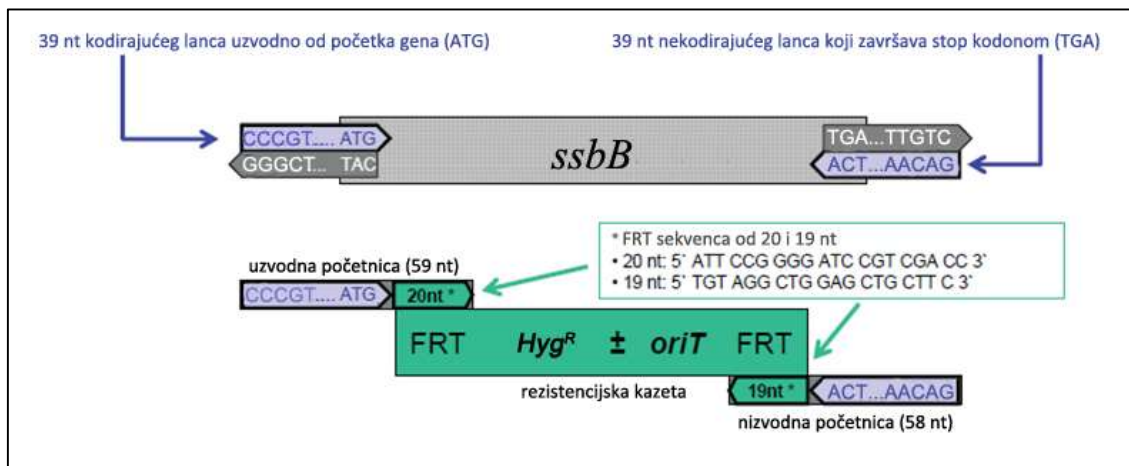 39 nt kodirajućeg lanca uzvodno od početka gena (ATG)
39 nt nekodirajućeg lanca koji završava stop kodonom (TGA)
CCCGT..... ATG
GGGCT... TAC
ssbB
TGA...TTGTC
ACT...AACAG
* FRT sekvenca od 20 i 19 nt
• 20 nt: 5` ATT CCG GGG ATC CGT CGA CC 3`
• 19 nt: 5` TGT AGG CTG GAG CTG CTT C 3`
uzvodna početnica (59 nt)
CCCGT..... ATG
20nt *
FRT HygR ± oriT FRT
rezistencijska kazeta
19nt *
ACT...AACAG
nizvodna početnica (58 nt)